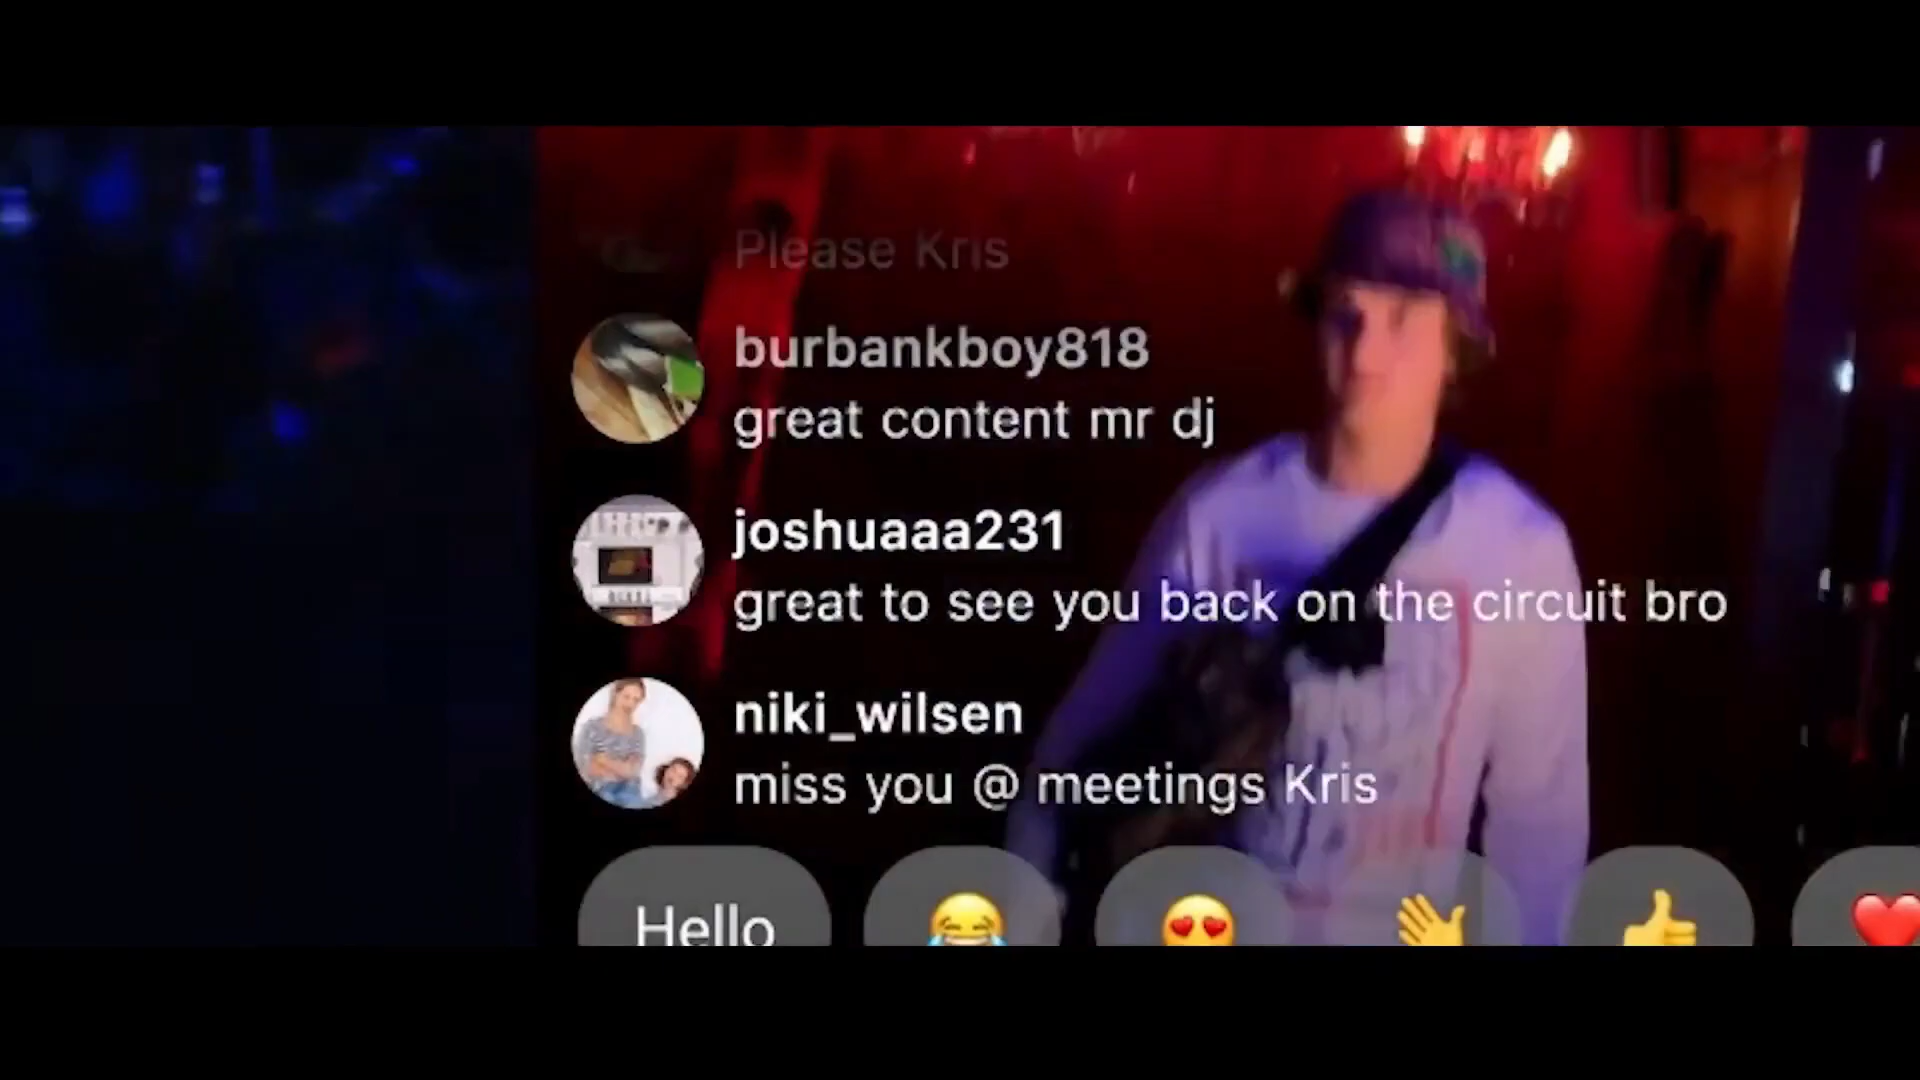 Please Kris
burbankboy818
great content mr dj
joshuaaa231
great to see you back on the circuit bro
niki_wilsen
miss you @ meetings Kris
Hello